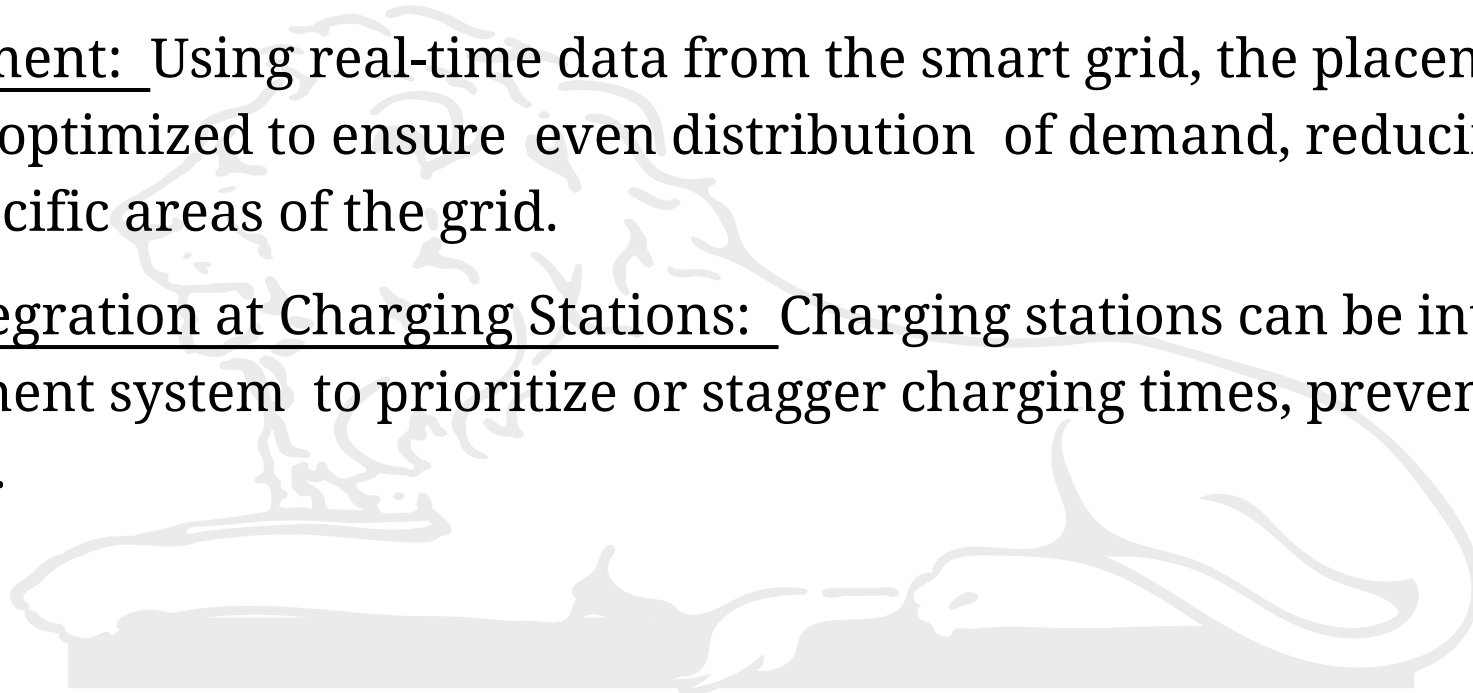 nent: Using real-time data from the smart grid, the placen
optimized to ensure even distribution of demand, reduci
cific areas of the grid.
egration at Charging Stations: Charging stations can be int
nent system to prioritize or stagger charging times, preven
.